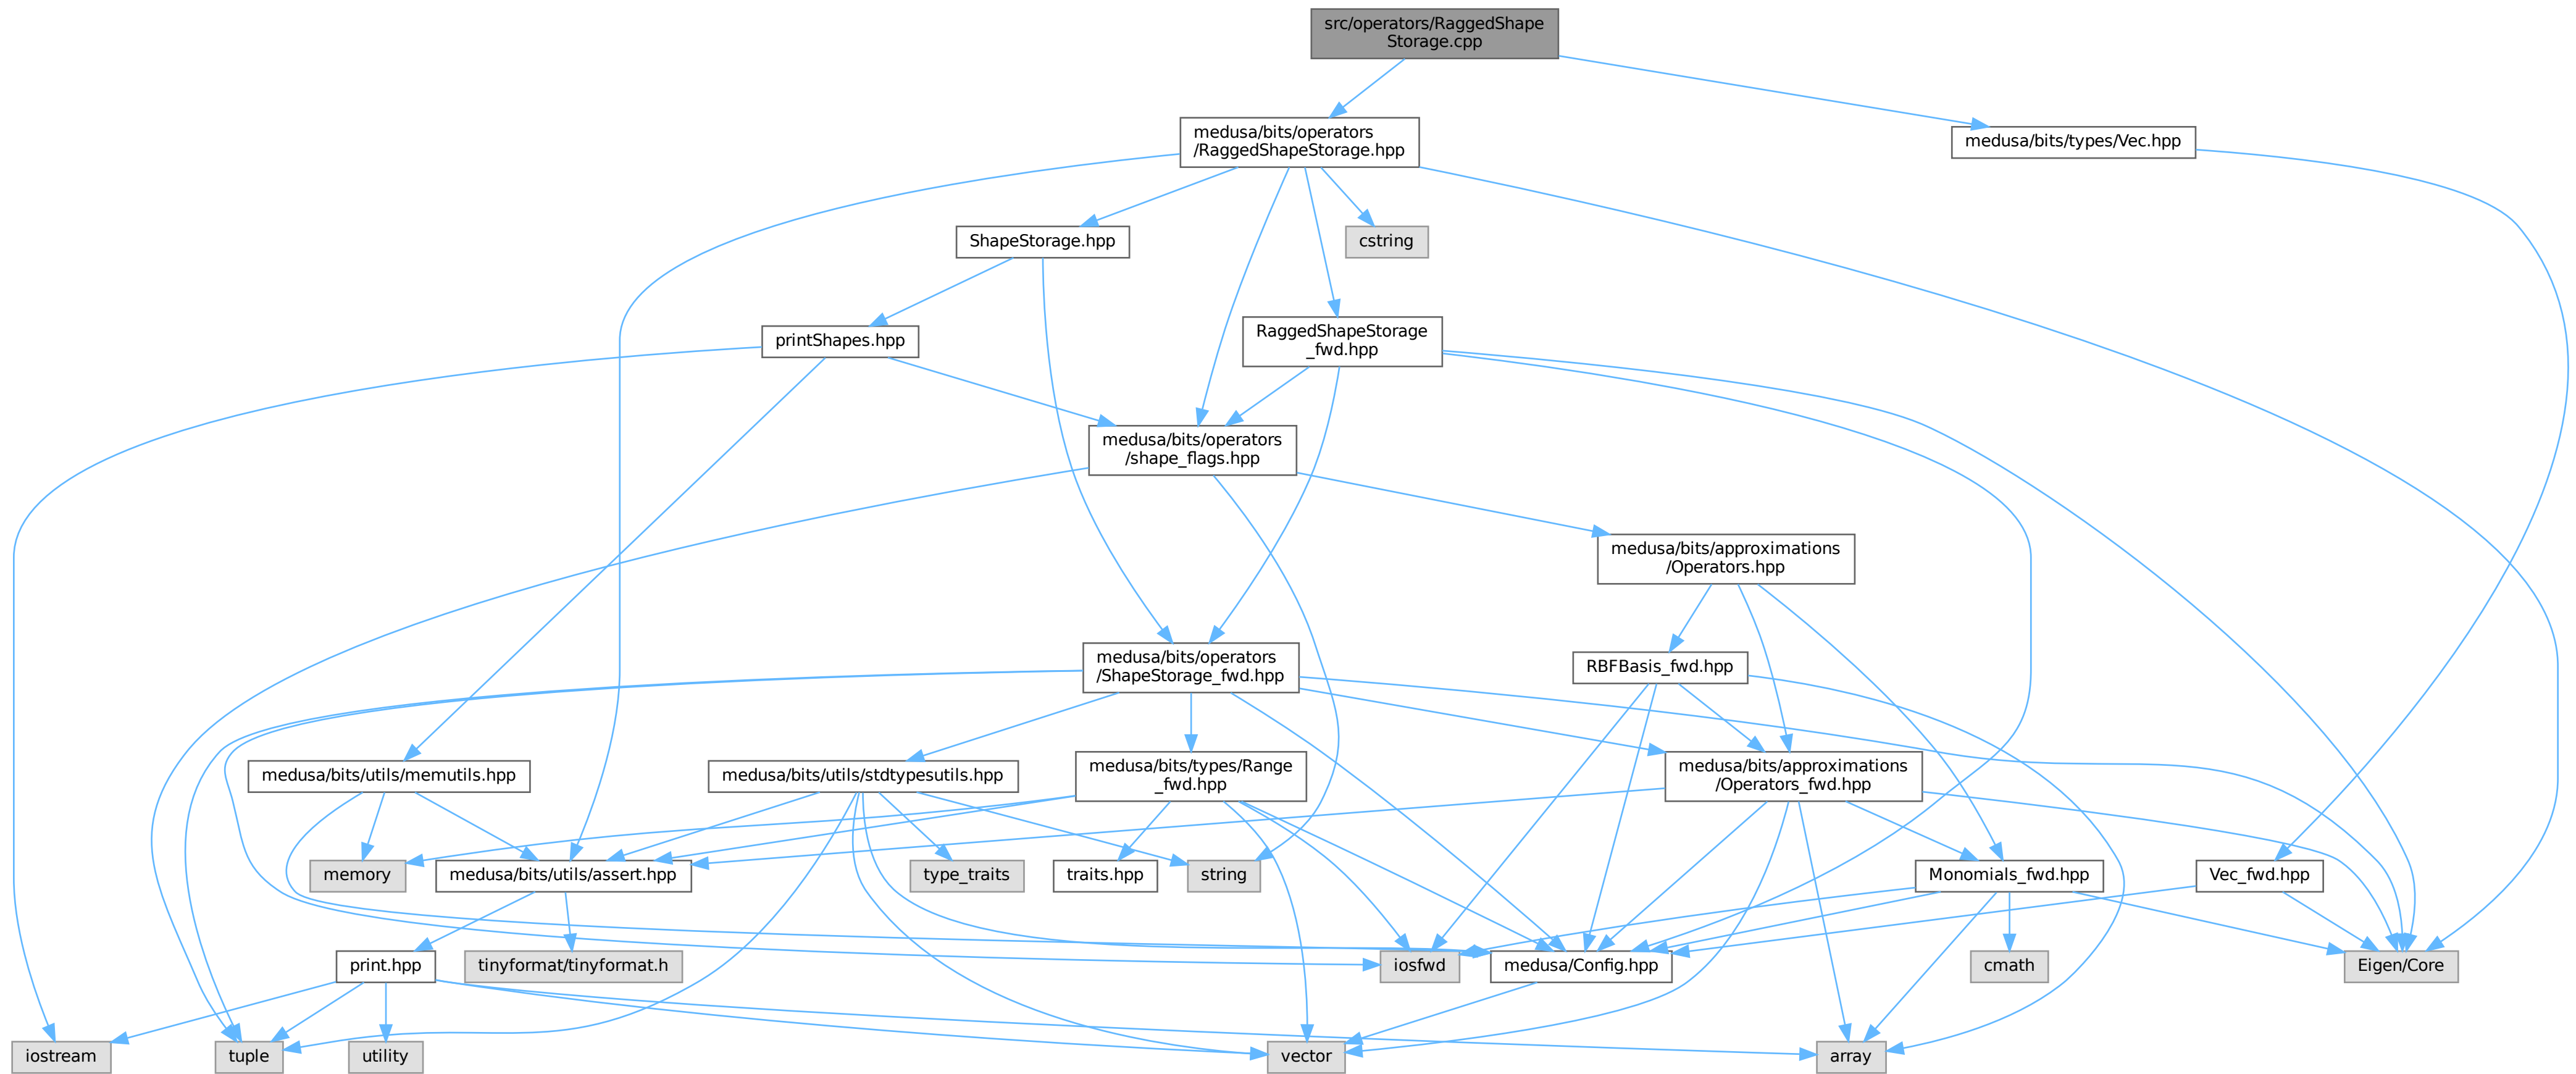 src/operators/RaggedShape
Storage.cpp
medusa/bits/operators
/RaggedShapeStorage.hpp
medusa/bits/types/Vec.hpp
ShapeStorage.hpp
cstring
printShapes.hpp
RaggedShapeStorage
_fwd.hpp
medusa/bits/operators
/shape_flags.hpp
medusa/bits/approximations
/Operators.hpp
medusa/bits/operators
/ShapeStorage_fwd.hpp
RBFBasis_fwd.hpp
medusa/bits/utils/memutils.hpp
medusa/bits/utils/stdtypesutils.hpp
medusa/bits/types/Range
_fwd.hpp
medusa/bits/approximations
/Operators_fwd.hpp
memory
medusa/bits/utils/assert.hpp
type_traits
traits.hpp
string
Monomials_fwd.hpp
Vec_fwd.hpp
print.hpp
tinyformat/tinyformat.h
iosfwd
medusa/Config.hpp
cmath
Eigen/Core
iostream
tuple
utility
vector
array